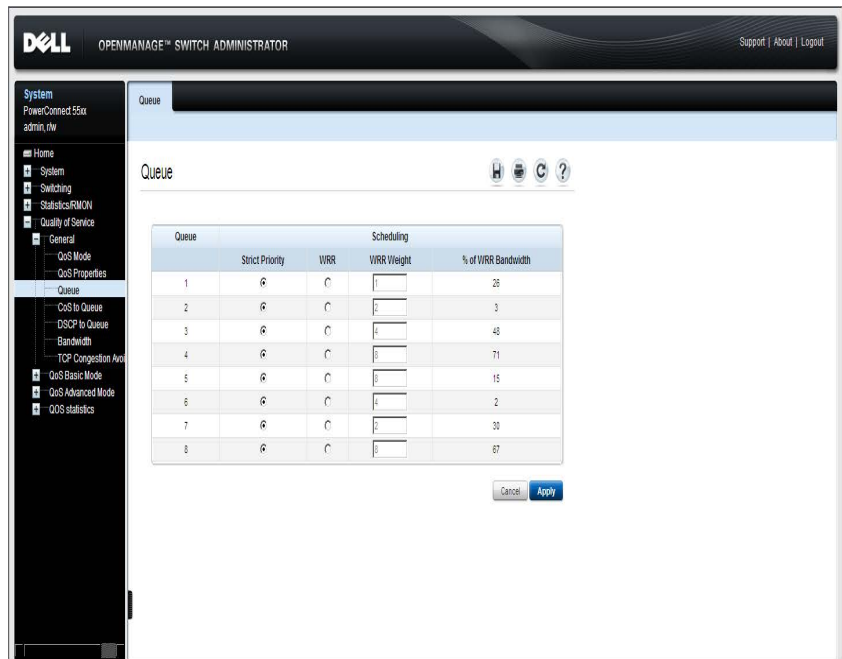 DELL OPENMANAGE™ SWITCH ADMINISTRATOR Support | About | Logout
System
PowerConnect 55xx
admin, r/w
Home
System
Switching
Statistics/RMON
Quality of Service
General
QoS Mode
QoS Properties
Queue
CoS to Queue
DSCP to Queue
Bandwidth
TCP Congestion Avoi
QoS Basic Mode
QoS Advanced Mode
QOS statistics
Queue
Queue
Queue Scheduling
Strict Priority WRR WRR Weight % of WRR Bandwidth
1 1 26
2 2 3
3 4 48
4 8 71
5 8 15
6 4 2
7 2 30
8 8 67
Cancel Apply